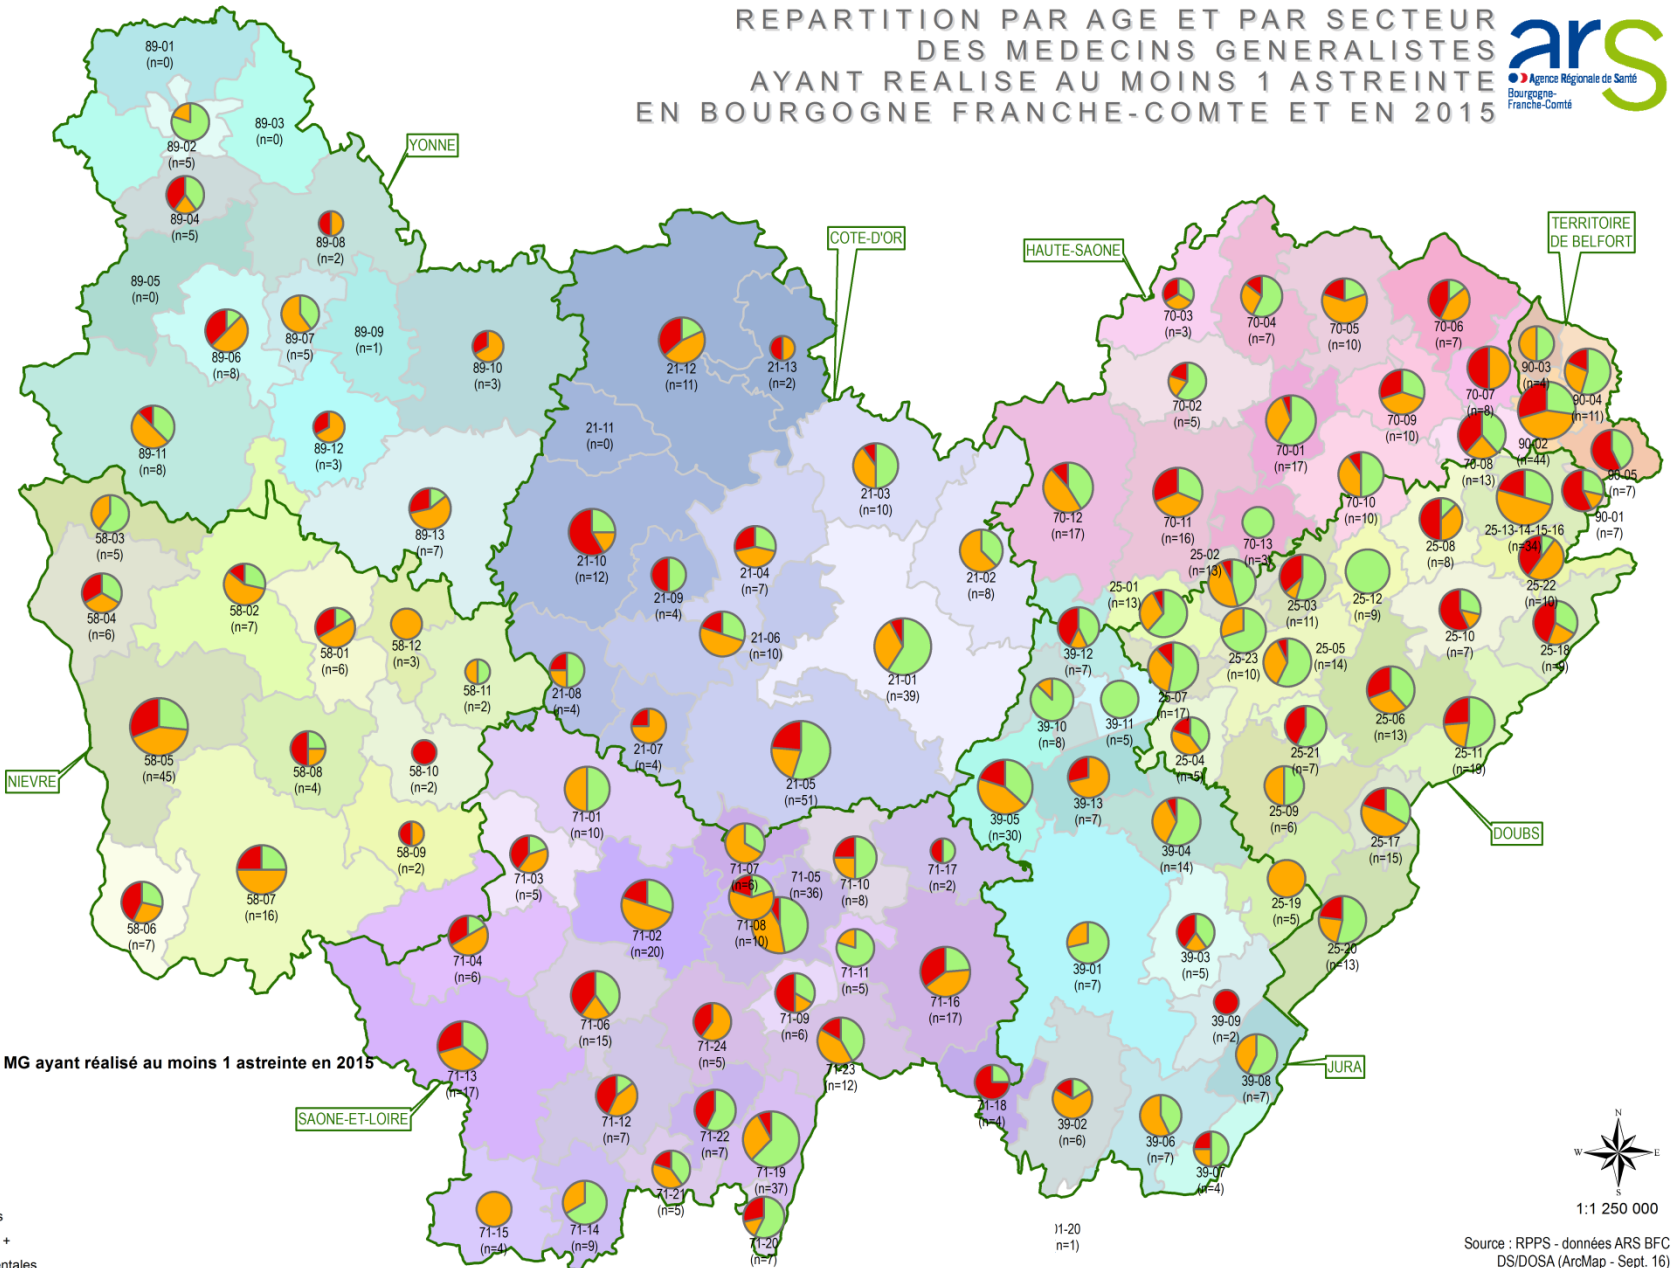 REPARTITION PAR AGE ET PAR SECTEUR
DES MEDECINS GENERALISTES
AYANT REALISE AU MOINS 1 ASTREINTE
EN BOURGOGNE FRANCHE-COMTE ET EN 2015
ars
Agence Régionale de Santé
Bourgogne-
Franche-Comté
89-01
(n=0)
89-03
(n=0)
89-02
(n=5)
YONNE
89-04
(n=5)
89-08
(n=2)
89-05
(n=0)
89-06
(n=8)
89-07
(n=5)
89-09
(n=1)
89-10
(n=3)
89-11
(n=8)
89-12
(n=3)
89-13
(n=7)
COTE-D'OR
21-12
(n=11)
21-13
(n=2)
21-11
(n=0)
21-03
(n=10)
21-10
(n=12)
21-09
(n=4)
21-04
(n=7)
21-02
(n=8)
21-06
(n=10)
21-01
(n=39)
21-08
(n=4)
21-07
(n=4)
21-05
(n=51)
HAUTE-SAONE
TERRITOIRE
DE BELFORT
70-03
(n=3)
70-04
(n=7)
70-05
(n=10)
70-06
(n=7)
70-02
(n=5)
70-01
(n=17)
70-09
(n=10)
70-07
(n=8)
70-08
(n=13)
70-12
(n=17)
70-11
(n=16)
70-10
(n=10)
70-13
(n=3)
90-03
(n=4)
90-04
(n=11)
90-02
(n=44)
90-05
(n=7)
90-01
(n=7)
25-13-14-15-16
(n=34)
25-08
(n=8)
25-22
(n=10)
25-02
(n=13)
25-01
(n=13)
25-03
(n=11)
25-12
(n=9)
25-10
(n=7)
25-18
(n=9)
25-23
(n=10)
25-05
(n=14)
25-07
(n=17)
25-06
(n=13)
25-11
(n=19)
25-04
(n=5)
25-21
(n=7)
25-09
(n=6)
25-17
(n=15)
25-19
(n=5)
25-20
(n=13)
DOUBS
58-03
(n=5)
58-04
(n=6)
58-02
(n=7)
58-01
(n=6)
58-12
(n=3)
58-11
(n=2)
58-05
(n=45)
58-08
(n=4)
58-10
(n=2)
NIEVRE
58-09
(n=2)
58-07
(n=16)
58-06
(n=7)
39-12
(n=7)
39-10
(n=8)
39-11
(n=5)
39-05
(n=30)
39-13
(n=7)
39-04
(n=14)
39-01
(n=7)
39-03
(n=5)
39-09
(n=2)
39-08
(n=7)
39-02
(n=6)
39-06
(n=7)
39-07
(n=4)
JURA
71-01
(n=10)
71-03
(n=5)
71-07
(n=6)
71-05
(n=36)
71-10
(n=8)
71-17
(n=2)
71-02
(n=20)
71-08
(n=10)
71-04
(n=6)
71-11
(n=5)
71-16
(n=17)
71-06
(n=15)
71-09
(n=6)
71-24
(n=5)
71-23
(n=12)
71-13
(n=17)
71-12
(n=7)
71-22
(n=7)
71-18
(n=4)
71-19
(n=37)
71-21
(n=5)
71-15
(n=4)
71-14
(n=9)
71-20
(n=7)
MG ayant réalisé au moins 1 astreinte en 2015
SAONE-ET-LOIRE
s
+
entales
1-20
n=1)
N
W
E
S
1:1 250 000
Source : RPPS - données ARS BFC
DS/DOSA (ArcMap - Sept. 16)